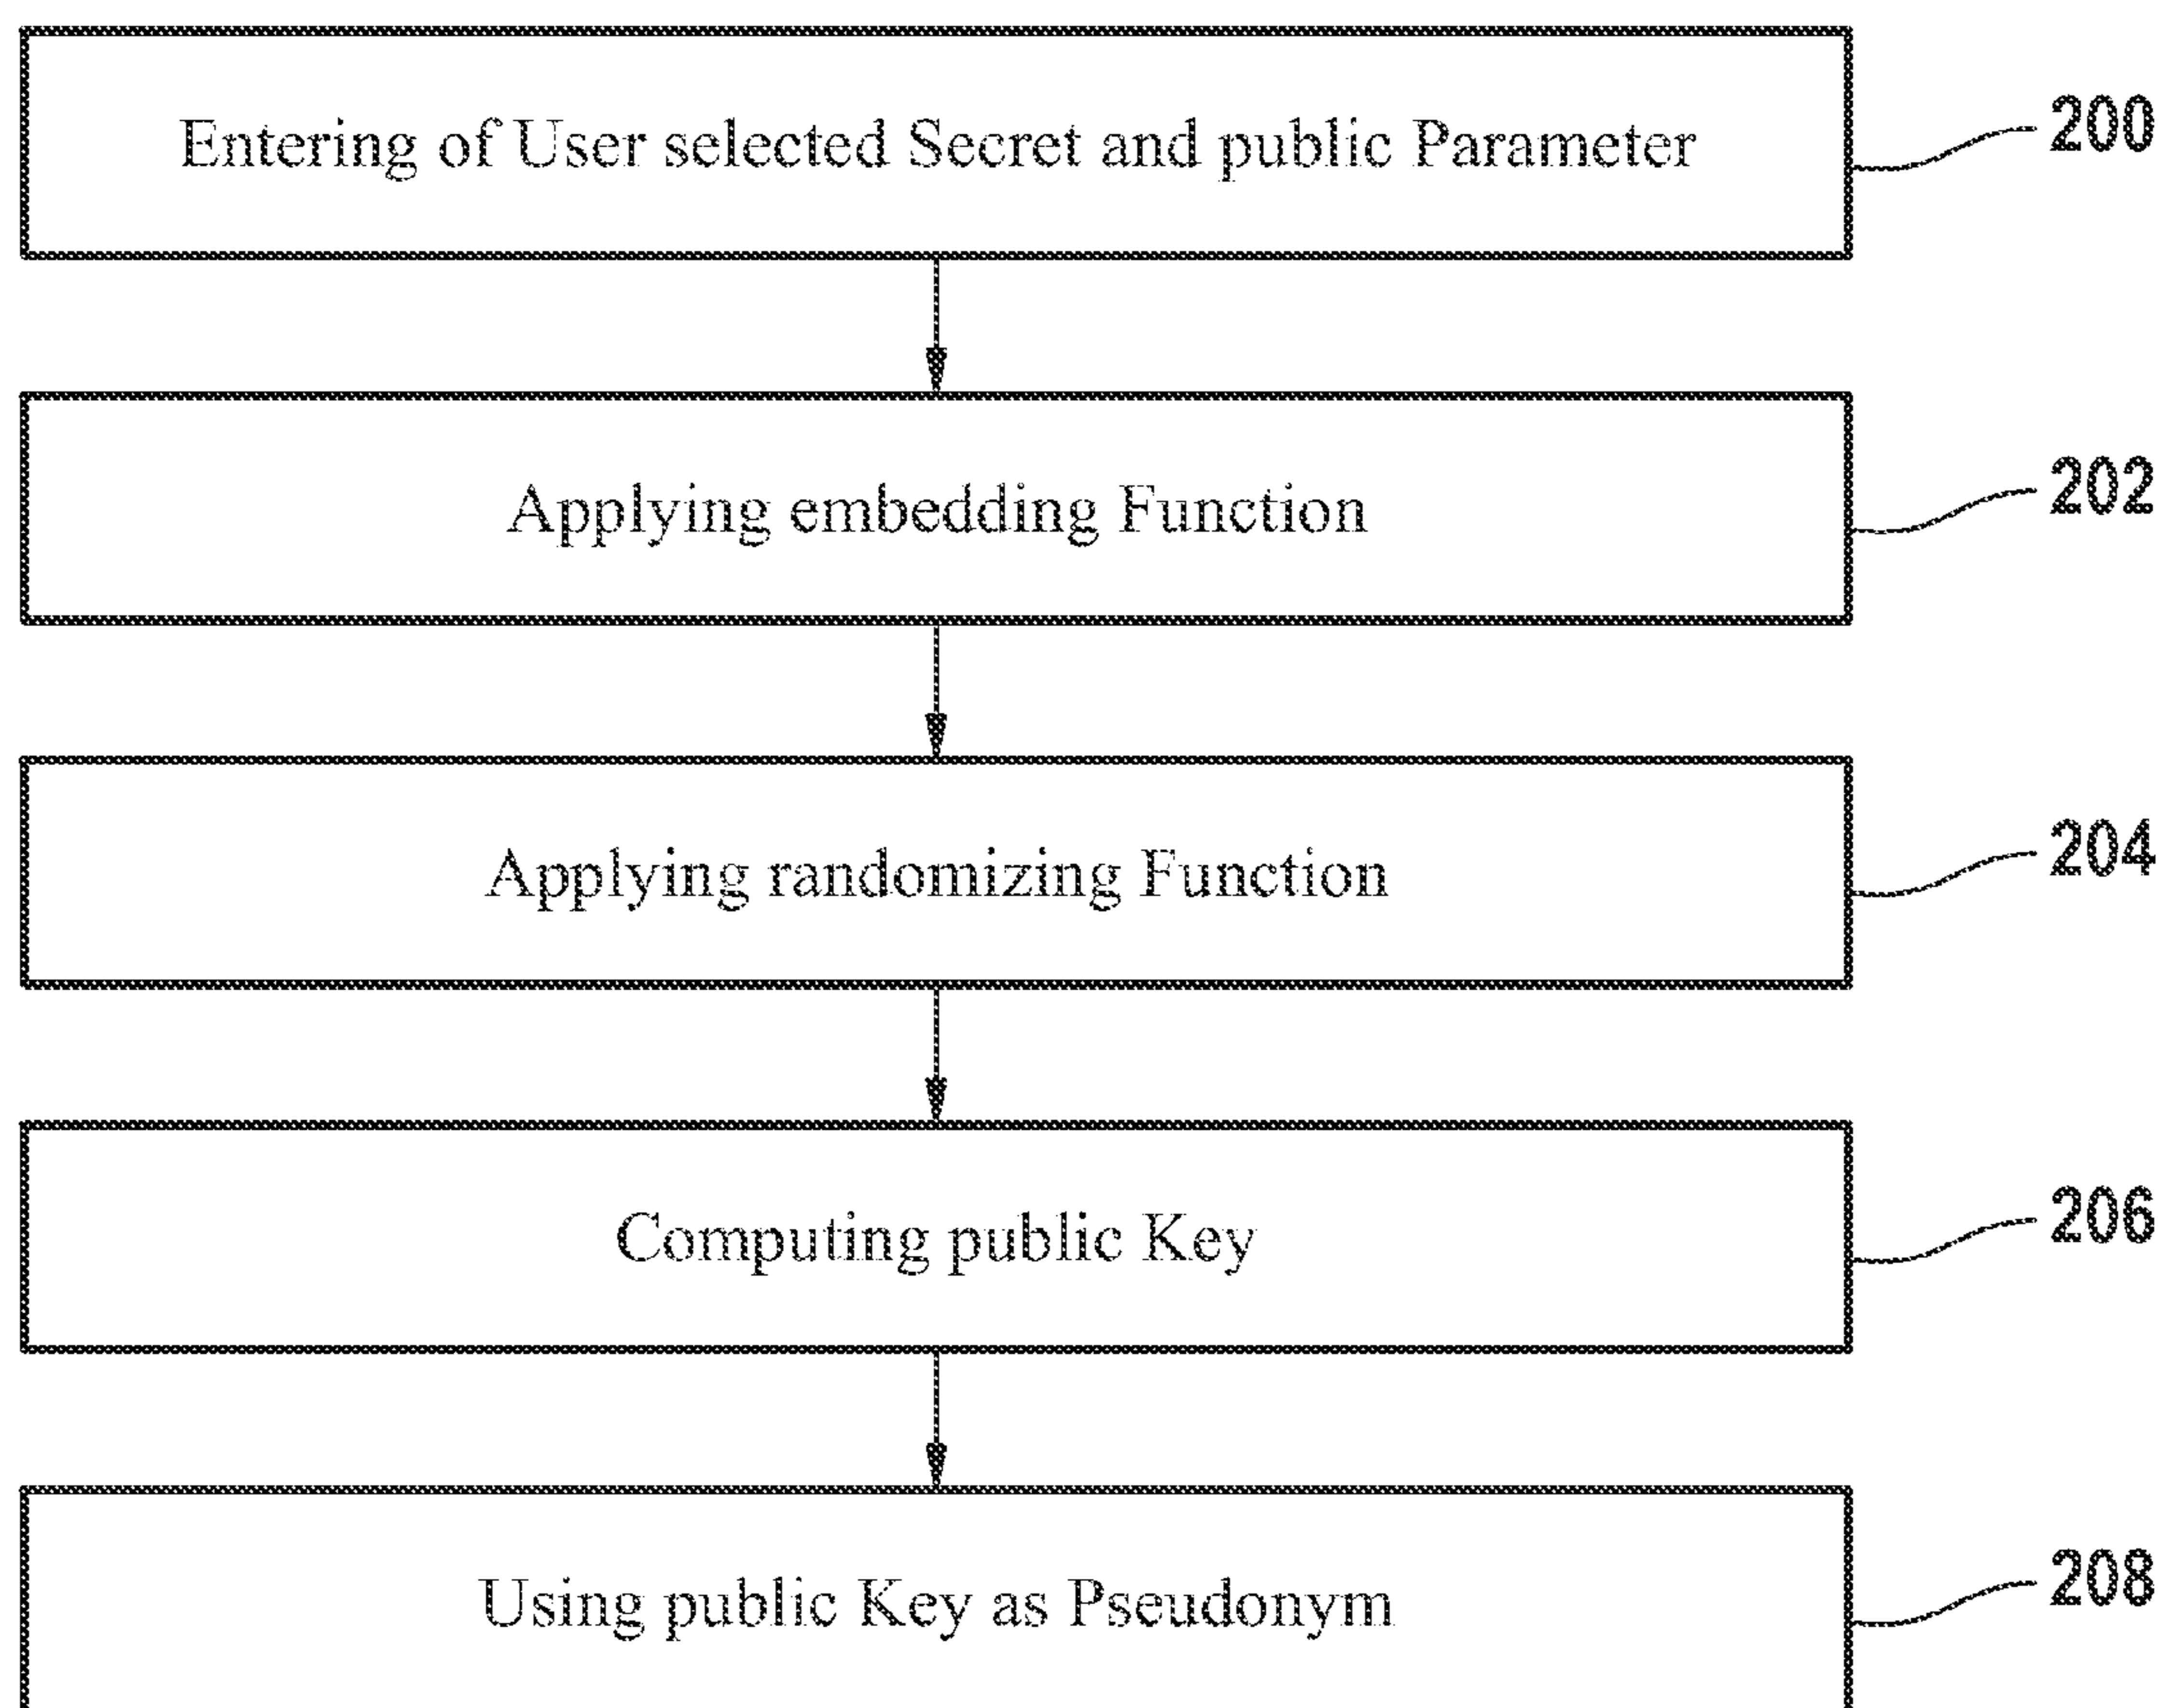 Entering of User selected Secret and public Parameter
200
Applying embedding Function
202
Applying randomizing Function
204
Computing public Key
206
Using public Key as Pseudonym
208